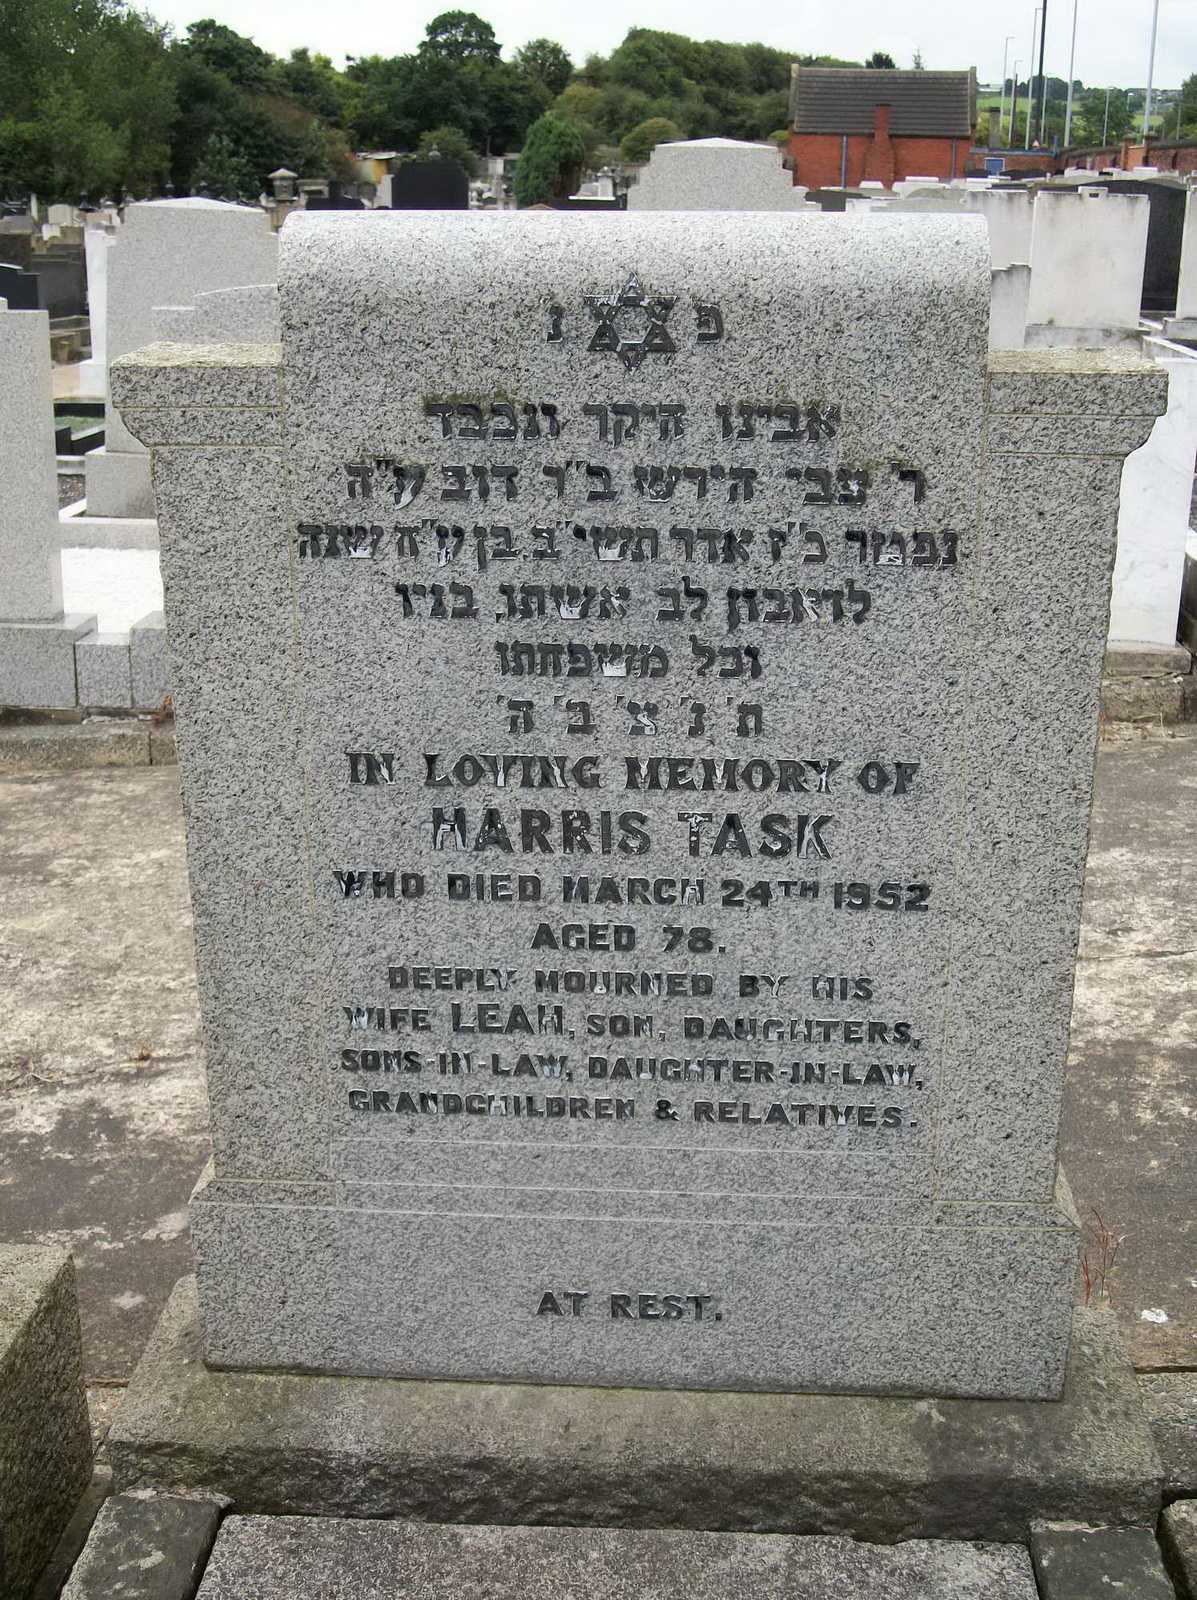 פ נ
אבינו היקר ונכבד
ר' צבי הירש ב"ר דוב ע"ה
נפטר כ"ז אדר תשי"ב בן ע"ח שנה
לדאבון לב אשתו, בניו
וכל משפחתו
ת' נ' צ' ב' ה'
IN LOVING MEMORY OF
HARRIS TASK
WHO DIED MARCH 24TH 1952
AGED 78.
DEEPLY MOURNED BY HIS
WIFE LEAH, SON, DAUGHTERS,
SONS-IN-LAW, DAUGHTER-IN-LAW,
GRANDCHILDREN & RELATIVES.
AT REST.